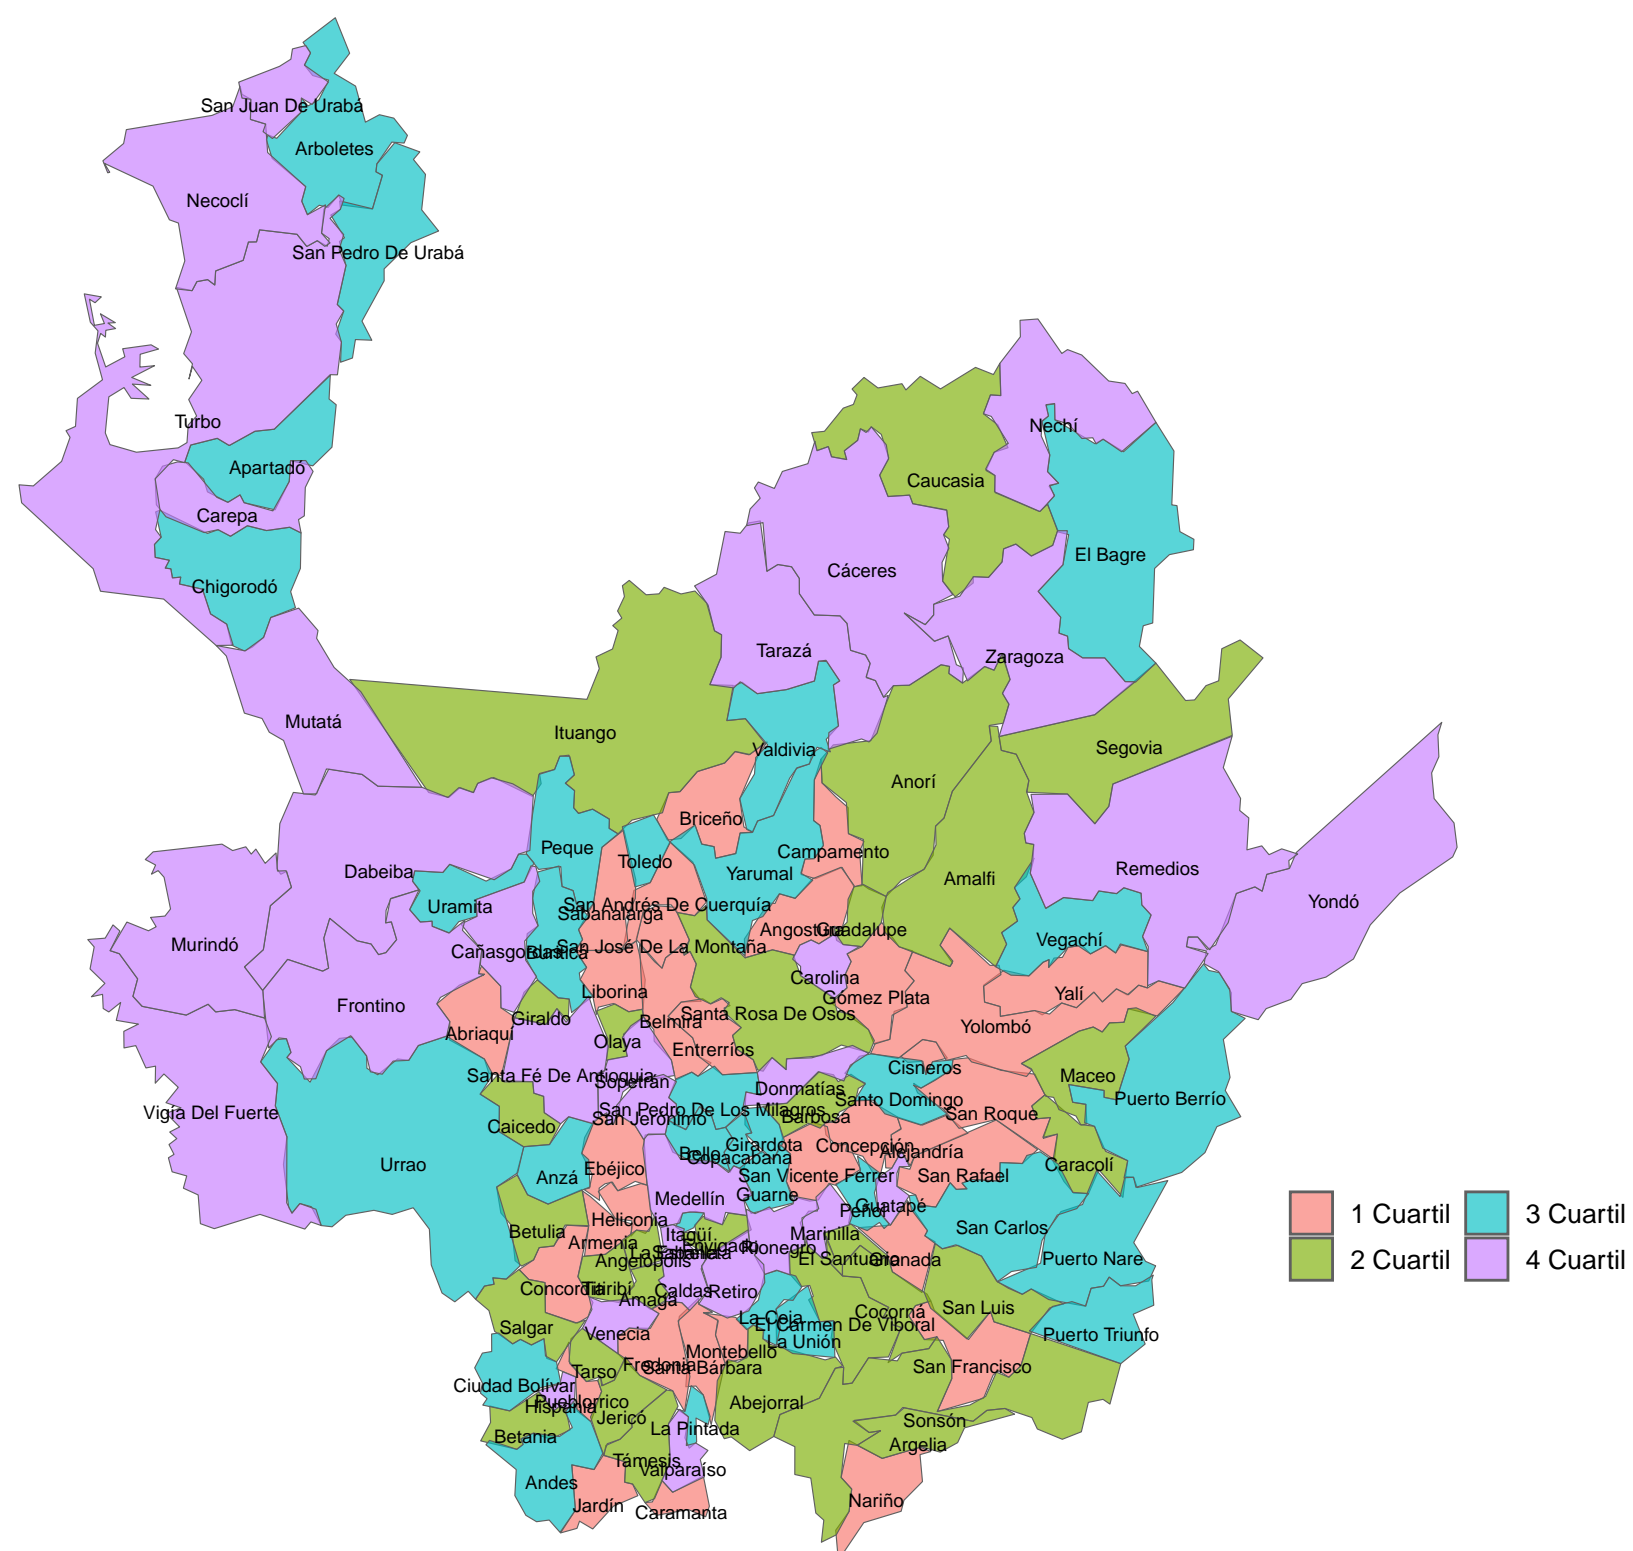 San Juan De Urabá
Arboletes
Necoclí
San Pedro De Urabá
Turbo
Nechí
Apartadó
Caucasia
Carepa
El Bagre
Cáceres
Chigorodó
Tarazá
Zaragoza
Mutatá
Ituango
Segovia
Valdivia
Anorí
Briceño
Peque
Campamento
Toledo
Remedios
Dabeiba
Yarumal
Amalfi
Yondó
San Andrés De Cuerquía
Uramita
Sabanalarga
Angostura
Guadalupe
Vegachí
Murindó
San José De La Montaña
Cañasgordas
Buriticá
Carolina
Liborina
Yalí
Gómez Plata
Frontino
Santa Rosa De Osos
Giraldo
Belmira
Yolombó
Abriaquí
Olaya
Entrerríos
Cisneros
Santa Fé De Antioquia
Maceo
Sopetrán
Donmatías
Puerto Berrío
Santo Domingo
San Pedro De Los Milagros
Vigía Del Fuerte
San Roque
San Jerónimo
Barbosa
Caicedo
Girardota
Concepción
Bello
Alejandría
Copacabana
Urrao
Caracolí
Ebéjico
Anzá
San Vicente Ferrer
San Rafael
Guarne
Medellín
Guatapé
Peñol
1 Cuartil
3 Cuartil
Heliconia
San Carlos
Betulia
Itagüí
Marinilla
Armenia
Envigado
Rionegro
La Estrella
Sabaneta
El Santuario
Granada
Puerto Nare
Angelópolis
2 Cuartil
4 Cuartil
Concordia
Titiribí
Caldas
Retiro
Amagá
San Luis
Cocorná
La Ceja
El Carmen De Viboral
Salgar
Venecia
Puerto Triunfo
La Unión
Montebello
Fredonia
Santa Bárbara
San Francisco
Tarso
Ciudad Bolívar
Pueblorrico
Abejorral
Hispania
Jericó
Sonsón
La Pintada
Betania
Argelia
Támesis
Valparaíso
Andes
Nariño
Jardín
Caramanta